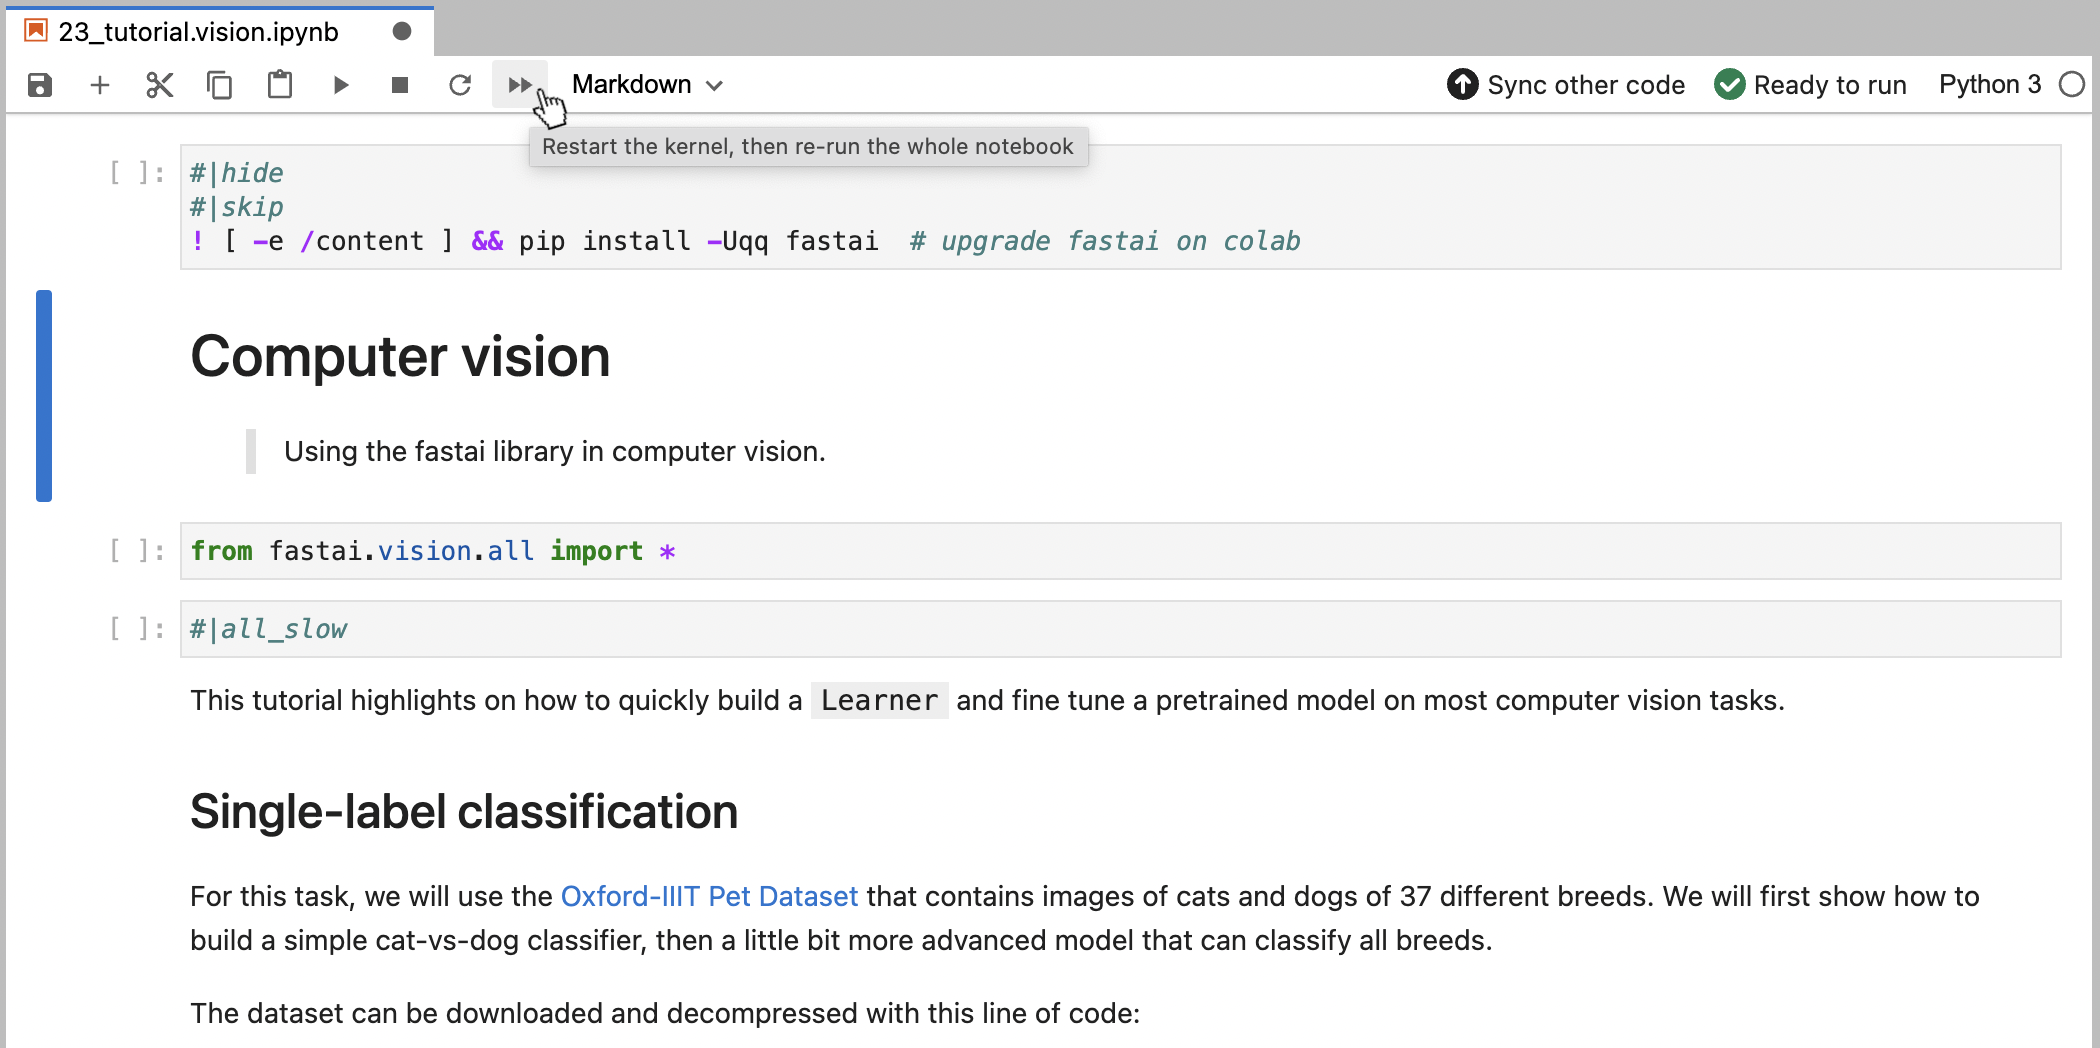 23_tutorial.vision.ipynb
Markdown
Sync other code
Ready to run
Python 3
Restart the kernel, then re-run the whole notebook
[ ]: #|hide
#|skip
! [ -e /content ] && pip install -Uqq fastai  # upgrade fastai on colab
Computer vision
Using the fastai library in computer vision.
[ ]: from fastai.vision.all import *
[ ]: #|all_slow
This tutorial highlights on how to quickly build a Learner and fine tune a pretrained model on most computer vision tasks.
Single-label classification
For this task, we will use the Oxford-IIIT Pet Dataset that contains images of cats and dogs of 37 different breeds. We will first show how to
build a simple cat-vs-dog classifier, then a little bit more advanced model that can classify all breeds.
The dataset can be downloaded and decompressed with this line of code: